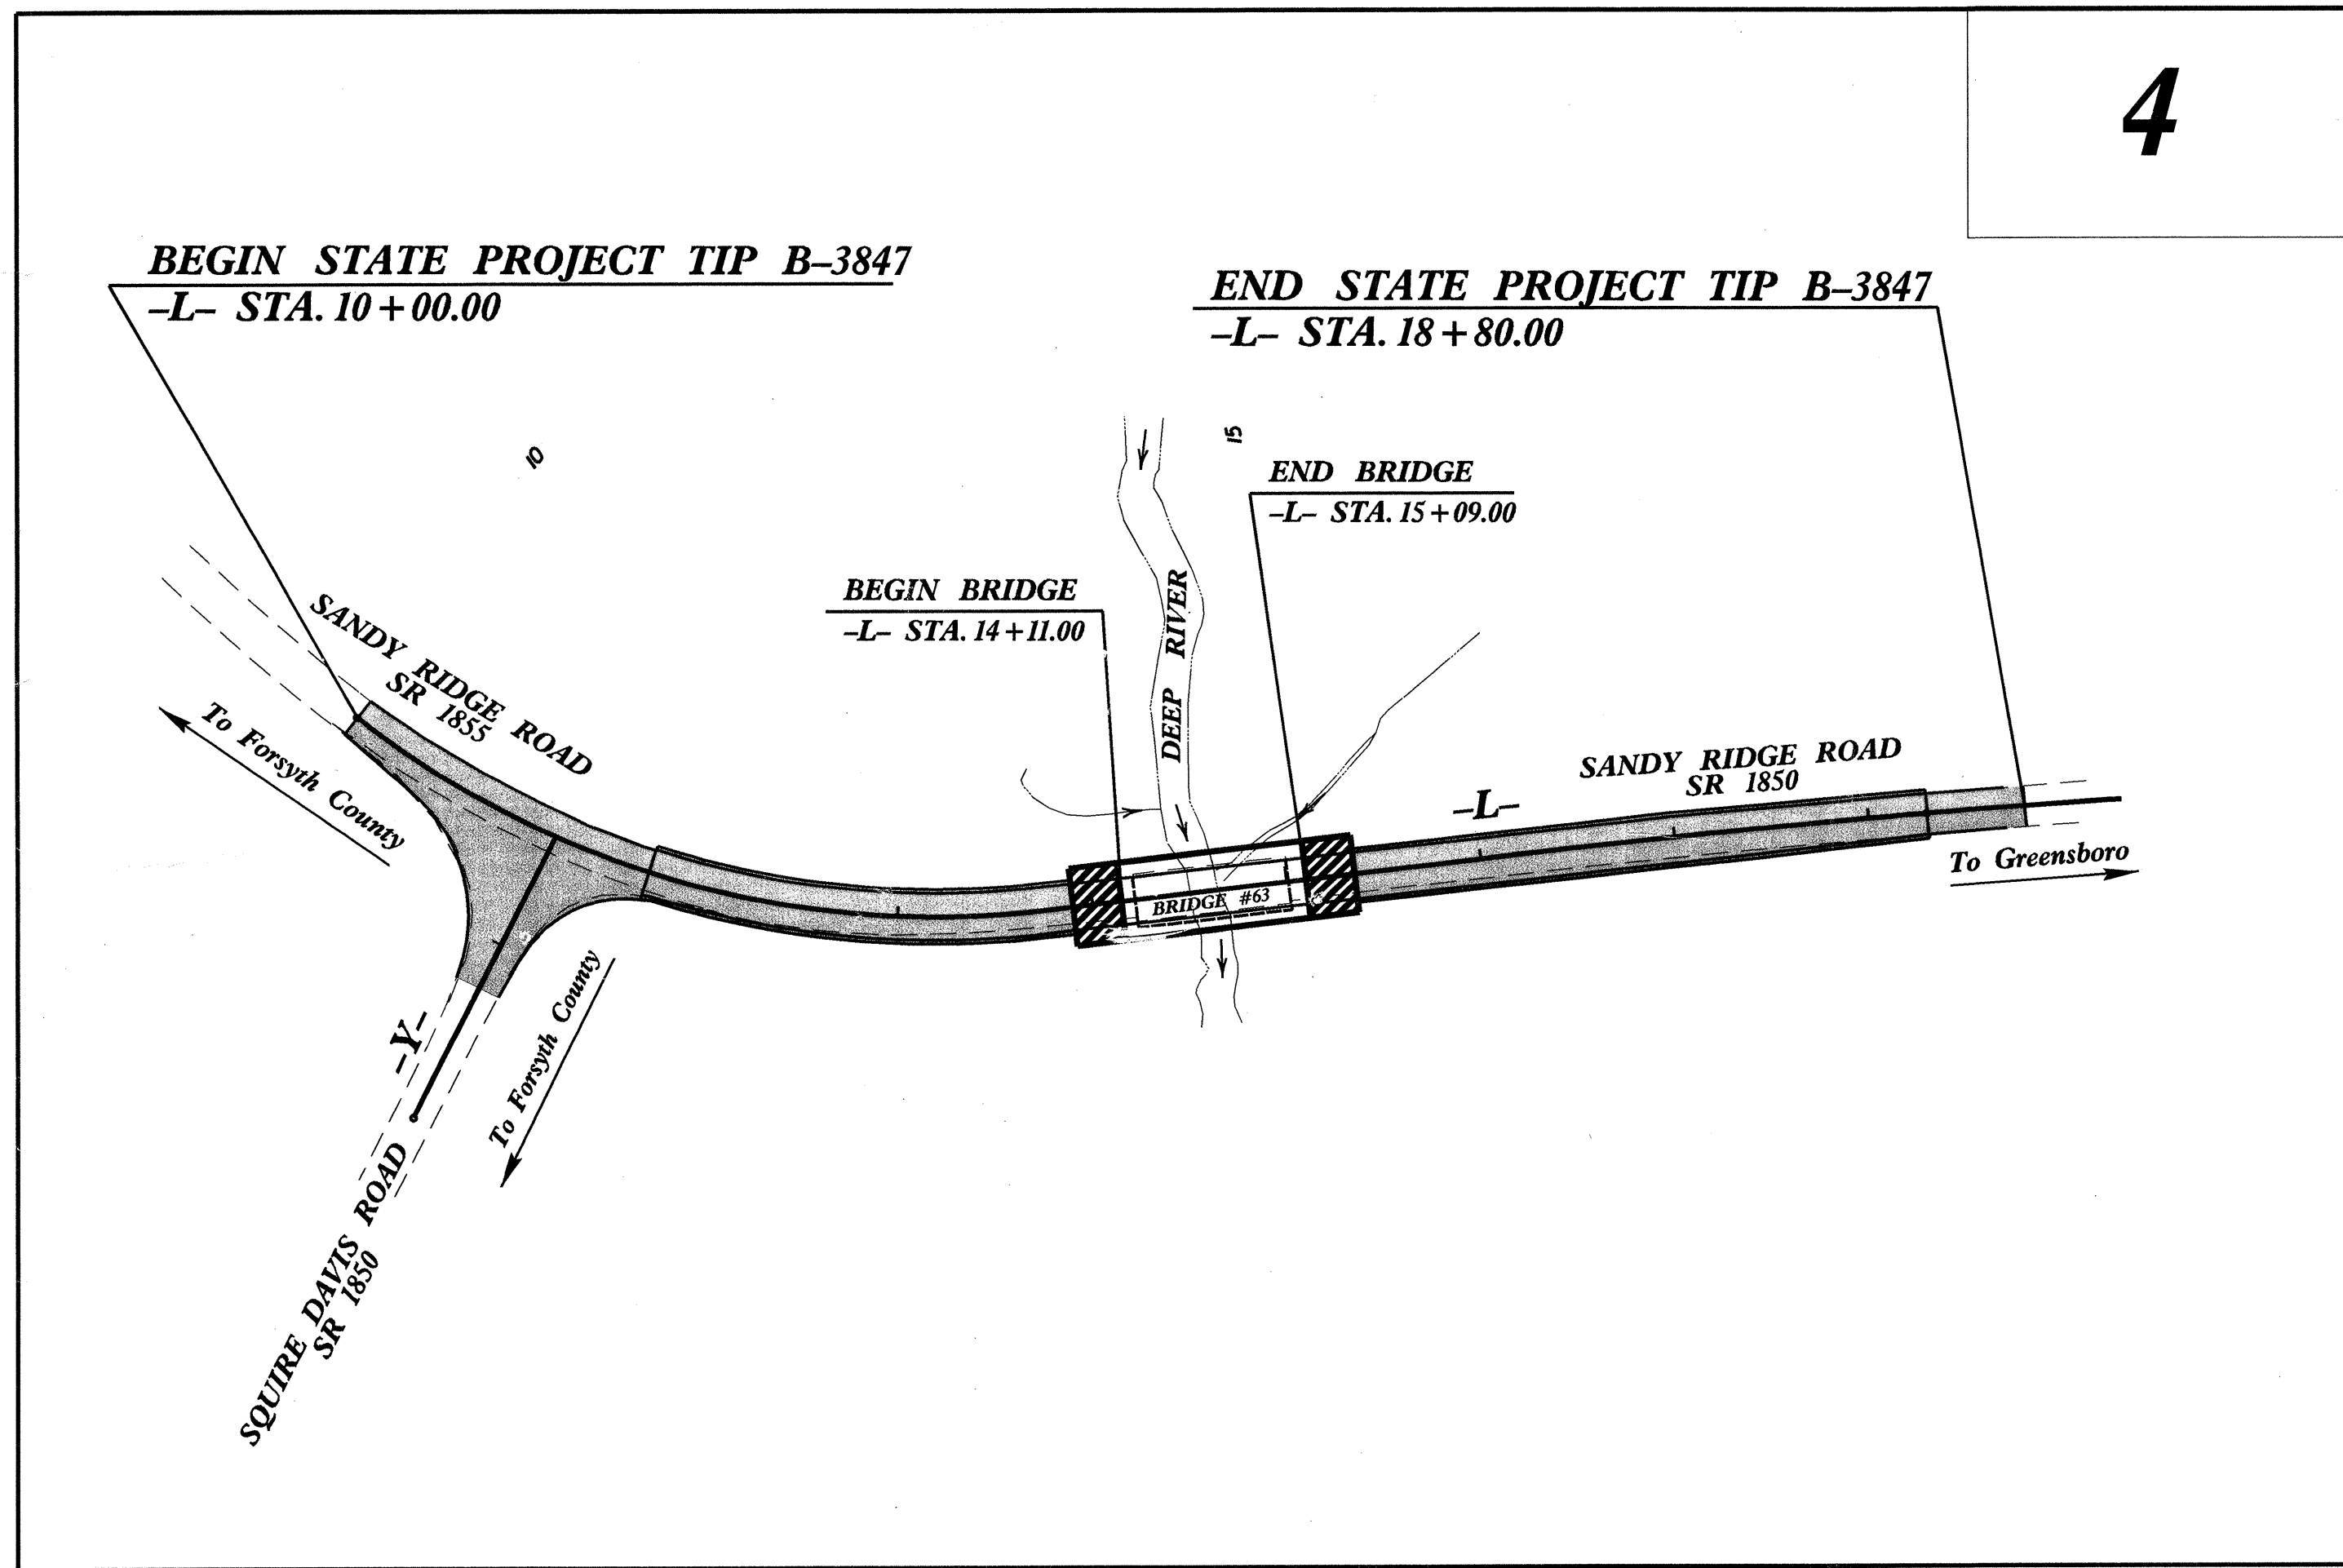 4
BEGIN STATE PROJECT TIP B–3847
–L– STA. 10+00.00
END STATE PROJECT TIP B–3847
–L– STA. 18+80.00
10
15
END BRIDGE
–L– STA. 15+09.00
BEGIN BRIDGE
–L– STA. 14+11.00
DEEP RIVER
SANDY RIDGE ROAD
SR 1855
To Forsyth County
SANDY RIDGE ROAD
SR 1850
–L–
To Greensboro
BRIDGE #63
5
–Y–
To Forsyth County
SQUIRE DAVIS ROAD
SR 1850